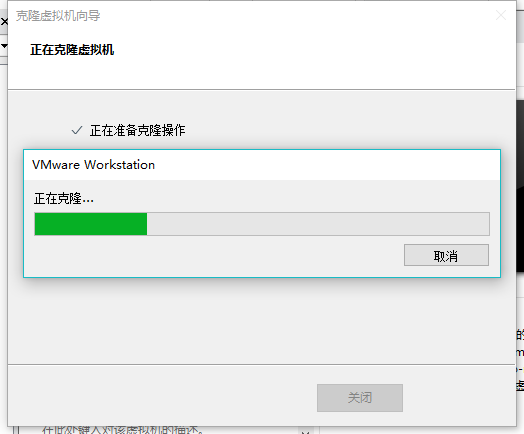 克隆虚拟机向导
正在克隆虚拟机
正在准备克隆操作
VMware Workstation
正在克隆...
取消
关闭
在此处键入对该虚拟机的描述。